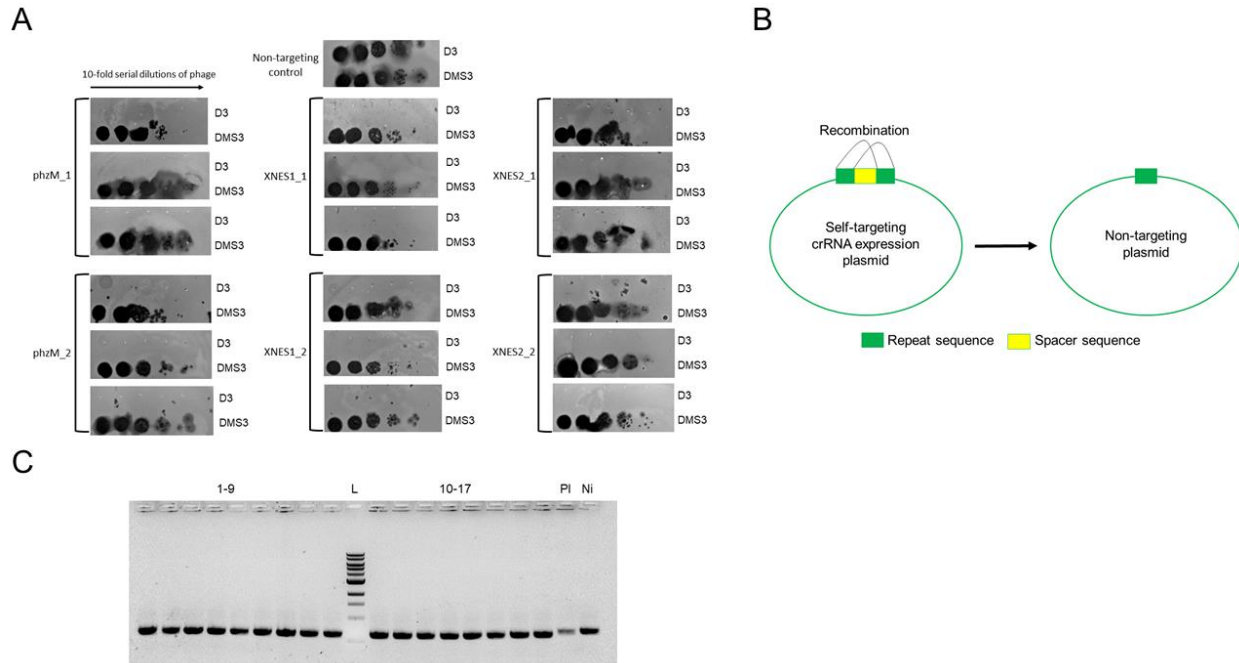 A
Non-targeting
control
D3
DMS3
10-fold serial dilutions of phage
phzM_1
D3
DMS3
D3
DMS3
D3
DMS3
XNES1_1
D3
DMS3
D3
DMS3
D3
DMS3
XNES2_1
D3
DMS3
D3
DMS3
D3
DMS3
phzM_2
D3
DMS3
D3
DMS3
D3
DMS3
XNES1_2
D3
DMS3
D3
DMS3
D3
DMS3
XNES2_2
D3
DMS3
D3
DMS3
D3
DMS3
B
Recombination
Self-targeting
crRNA expression
plasmid
Non-targeting
plasmid
Repeat sequence
Spacer sequence
C
1-9
L
10-17
Pl
Ni